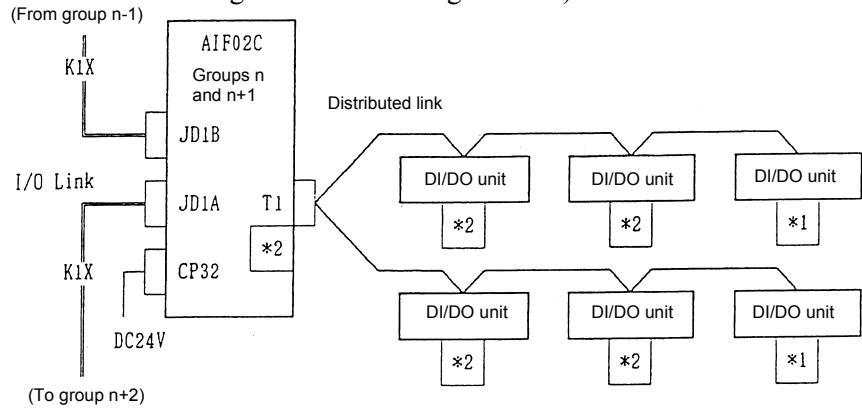 (From group n-1)
K1X
AIF02C
Groups n
and n+1
Distributed link
JD1B
I/O Link
JD1A
T1
*2
K1X
CP32
DC24V
(To group n+2)
DI/DO unit
DI/DO unit
DI/DO unit
*2
*2
*1
DI/DO unit
DI/DO unit
DI/DO unit
*2
*2
*1